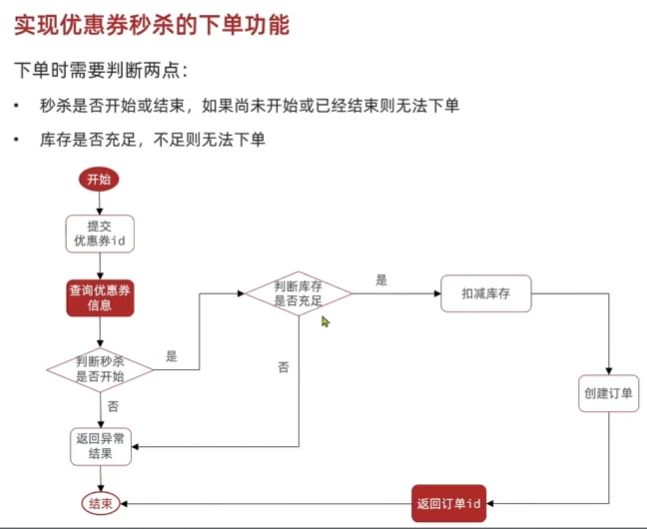 实现优惠券秒杀的下单功能
下单时需要判断两点：
• 秒杀是否开始或结束，如果尚未开始或已经结束则无法下单
• 库存是否充足，不足则无法下单
开始
提交
优惠券id
查询优惠券
信息
判断秒杀
是否开始
是
否
返回异常
结果
结束
判断库存
是否充足
是
否
扣减库存
创建订单
返回订单id